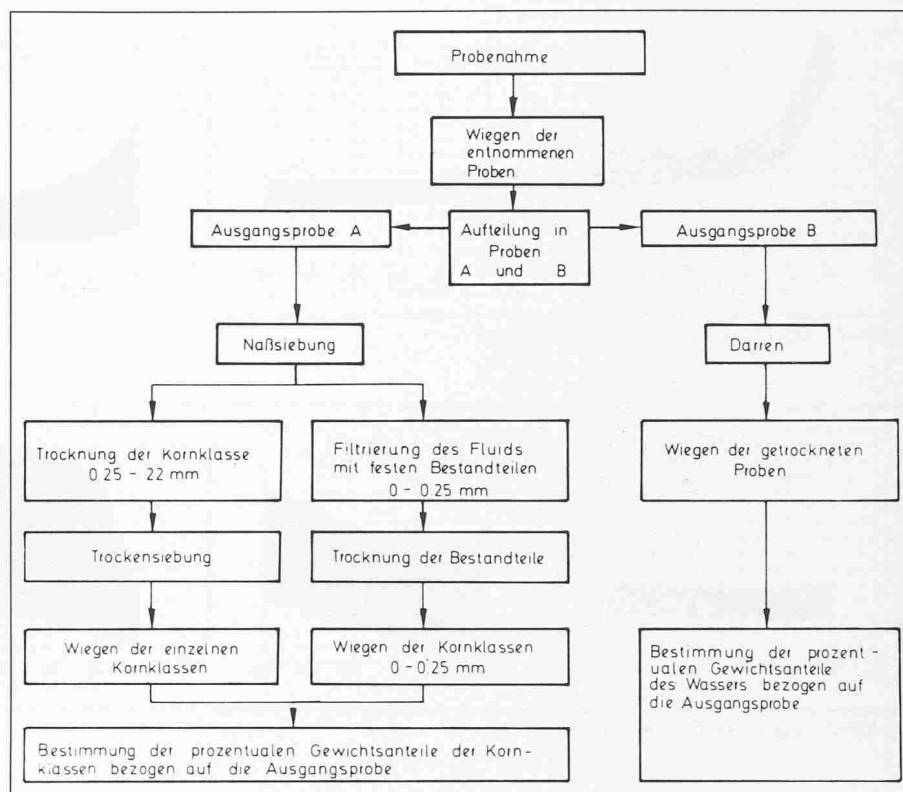 Probenahme
Wiegen der
entnommenen
Proben
Ausgangsprobe A
Aufteilung in
Proben
A und B
Ausgangsprobe B
Naßsiebung
Darren
Trocknung der Kornklasse
0.25 - 22 mm
Filtrierung des Fluids
mit festen Bestandteilen
0 - 0.25 mm
Wiegen der getrockneten
Proben
Trockensiebung
Trocknung der Bestandteile
Wiegen der einzelnen
Kornklassen
Wiegen der Kornklassen
0 - 0.25 mm
Bestimmung der prozent-
ualen Gewichtsanteile
des Wassers bezogen auf
die Ausgangsprobe
Bestimmung der prozentualen Gewichtsanteile der Korn-
klassen bezogen auf die Ausgangsprobe